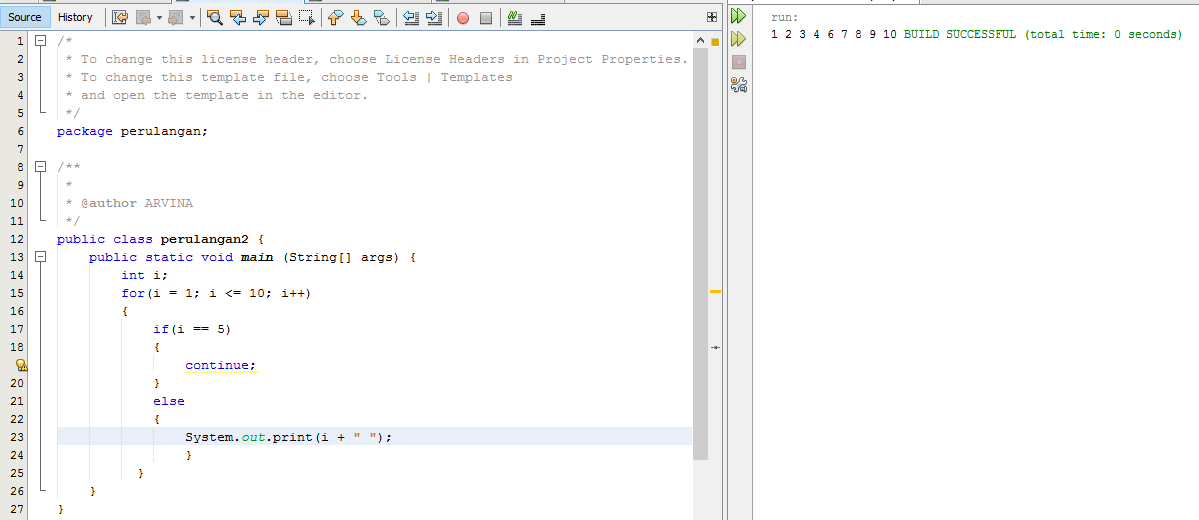 Source History
1 /*
2 * To change this license header, choose License Headers in Project Properties.
3 * To change this template file, choose Tools | Templates
4 * and open the template in the editor.
5 */
6 package perulangan;
7
8 /**
9 *
10 * @author ARVINA
11 */
12 public class perulangan2 {
13 public static void main (String[] args) {
14 int i;
15 for(i = 1; i <= 10; i++)
16 {
17 if(i == 5)
18 {
continue;
20 }
21 else
22 {
23 System.out.print(i + " ");
24 }
25 }
26 }
27 }
run:
1 2 3 4 6 7 8 9 10 BUILD SUCCESSFUL (total time: 0 seconds)